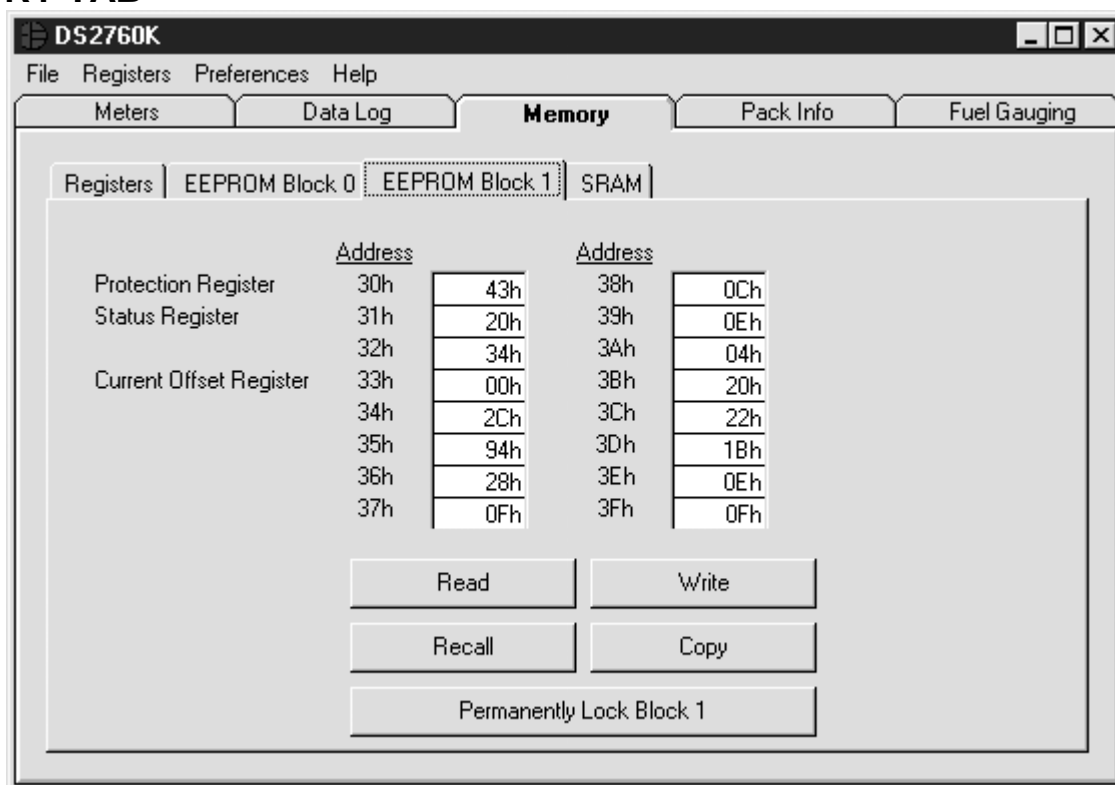 DS2760K
File Registers Preferences Help
Meters Data Log Memory Pack Info Fuel Gauging
Registers EEPROM Block 0 EEPROM Block 1 SRAM
Address Address
Protection Register 30h 43h 38h 0Ch
Status Register 31h 20h 39h 0Eh
32h 34h 3Ah 04h
Current Offset Register 33h 00h 3Bh 20h
34h 2Ch 3Ch 22h
35h 94h 3Dh 1Bh
36h 28h 3Eh 0Eh
37h 0Fh 3Fh 0Fh
Read Write
Recall Copy
Permanently Lock Block 1